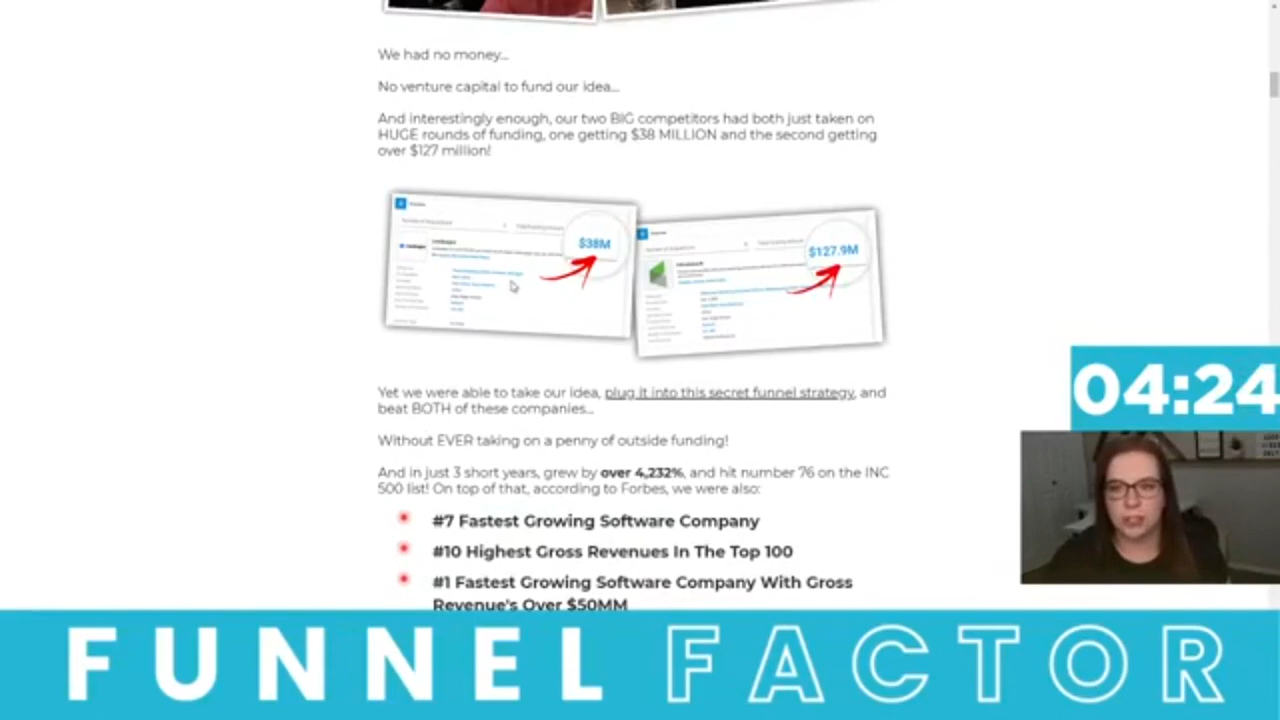 We had no money...
No venture capital to fund our idea...
And interestingly enough, our two BIG competitors had both just taken on
HUGE rounds of funding, one getting $38 MILLION and the second getting
over $127 million!
$38M
$127.9M
Yet we were able to take our idea, plug it into this secret funnel strategy, and
beat BOTH of these companies...
Without EVER taking on a penny of outside funding!
And in just 3 short years, grew by over 4,232%, and hit number 76 on the INC
500 list! On top of that, according to Forbes, we were also:
#7 Fastest Growing Software Company
#10 Highest Gross Revenues In The Top 100
#1 Fastest Growing Software Company With Gross
Revenue's Over $50MM
04:24
FUNNEL FACTOR